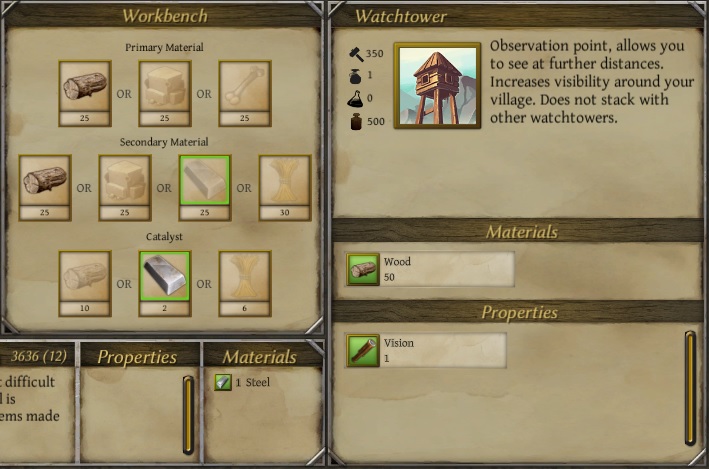 Workbench
Primary Material
OR
OR
25
25
25
Secondary Material
OR
OR
OR
25
25
25
30
Catalyst
OR
OR
10
2
6
3636 (12)
t difficult
l is
ems made
Properties
Materials
1 Steel
Watchtower
350
1
0
500
Observation point, allows you
to see at further distances.
Increases visibility around your
village. Does not stack with
other watchtowers.
Materials
Wood
50
Properties
Vision
1